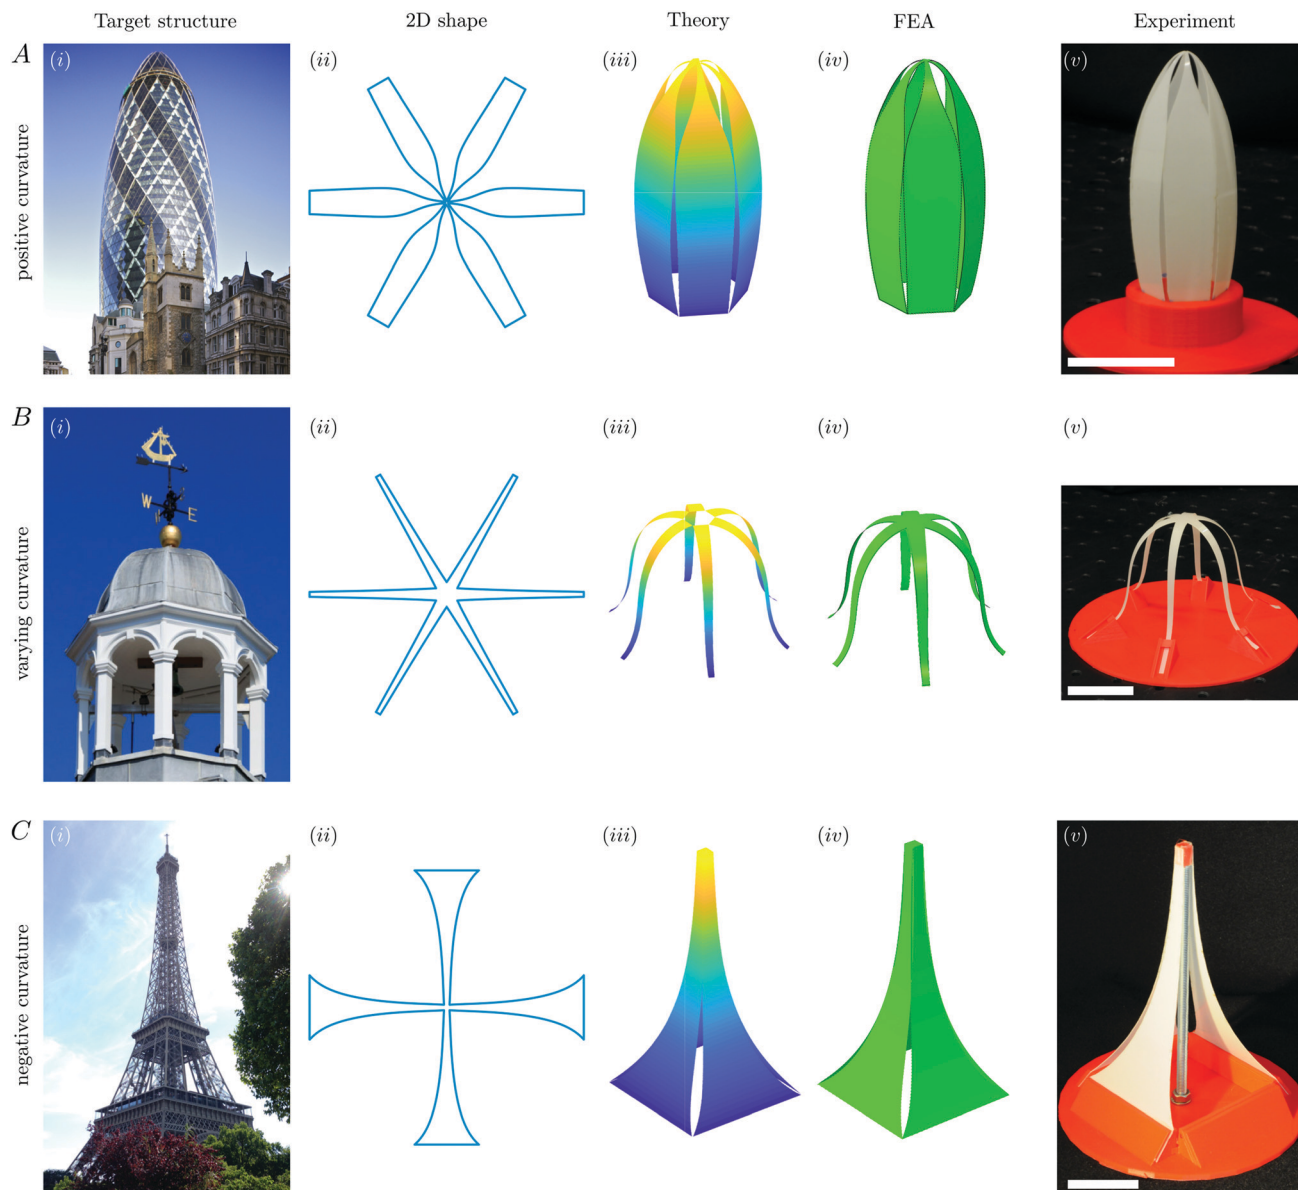 Target structure 2D shape Theory FEA Experiment
A (i) (ii) (iii) (iv) (v)
positive curvature
B (i) (ii) (iii) (iv) (v)
W E
varying curvature
C (i) (ii) (iii) (iv) (v)
negative curvature